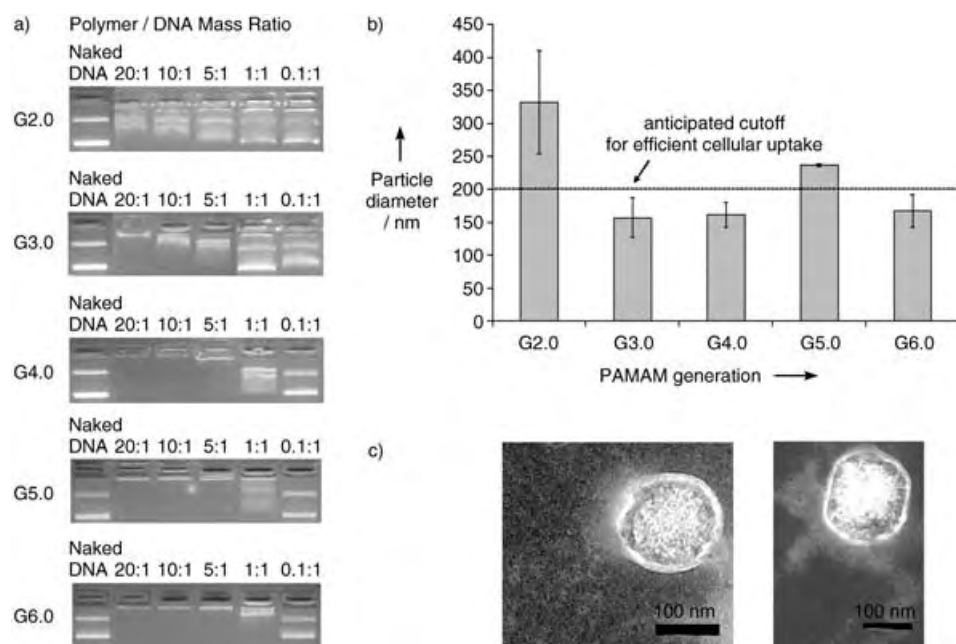 a)
Polymer / DNA Mass Ratio
Naked
DNA 20:1 10:1 5:1 1:1 0.1:1
G2.0
Naked
DNA 20:1 10:1 5:1 1:1 0.1:1
G3.0
Naked
DNA 20:1 10:1 5:1 1:1 0.1:1
G4.0
Naked
DNA 20:1 10:1 5:1 1:1 0.1:1
G5.0
Naked
DNA 20:1 10:1 5:1 1:1 0.1:1
G6.0
b)
450
400
350
300
250
200
150
100
50
0
Particle
diameter
/ nm
anticipated cutoff
for efficient cellular uptake
G2.0 G3.0 G4.0 G5.0 G6.0
PAMAM generation
c)
100 nm
100 nm